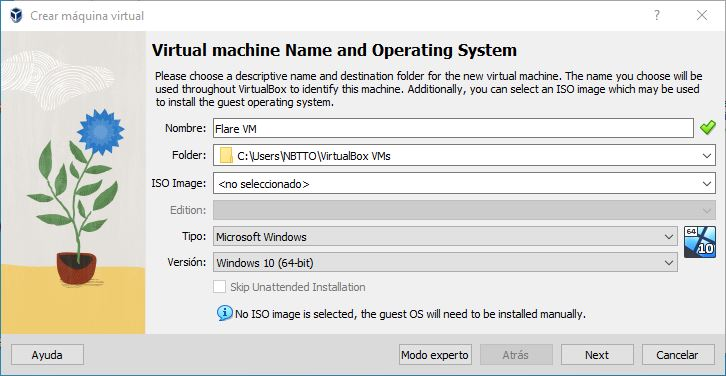 Crear máquina virtual
Virtual machine Name and Operating System
Please choose a descriptive name and destination folder for the new virtual machine. The name you choose will be
used throughout VirtualBox to identify this machine. Additionally, you can select an ISO image which may be used
to install the guest operating system.
Nombre: Flare VM
Folder: C:\Users\NBTTO\VirtualBox VMs
ISO Image: <no seleccionado>
Edition:
Tipo: Microsoft Windows
64
10
Versión: Windows 10 (64-bit)
Skip Unattended Installation
No ISO image is selected, the guest OS will need to be installed manually.
Ayuda Modo experto Atrás Next Cancelar